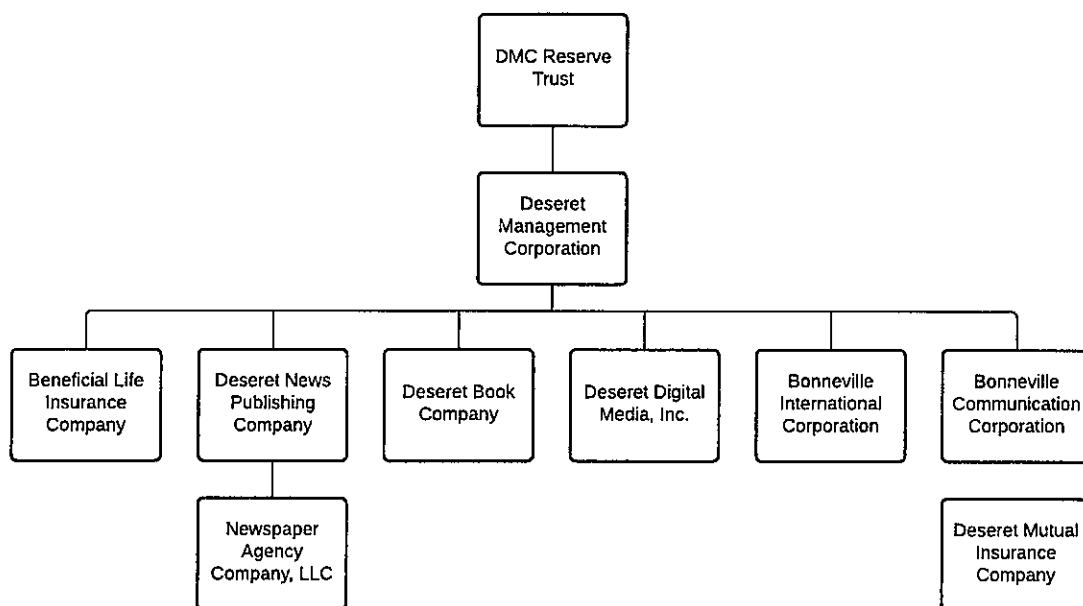 DMC Reserve
Trust
Deseret
Management
Corporation
Beneficial Life
Insurance
Company
Deseret News
Publishing
Company
Deseret Book
Company
Deseret Digital
Media, Inc.
Bonneville
International
Corporation
Bonneville
Communication
Corporation
Newspaper
Agency
Company, LLC
Deseret Mutual
Insurance
Company